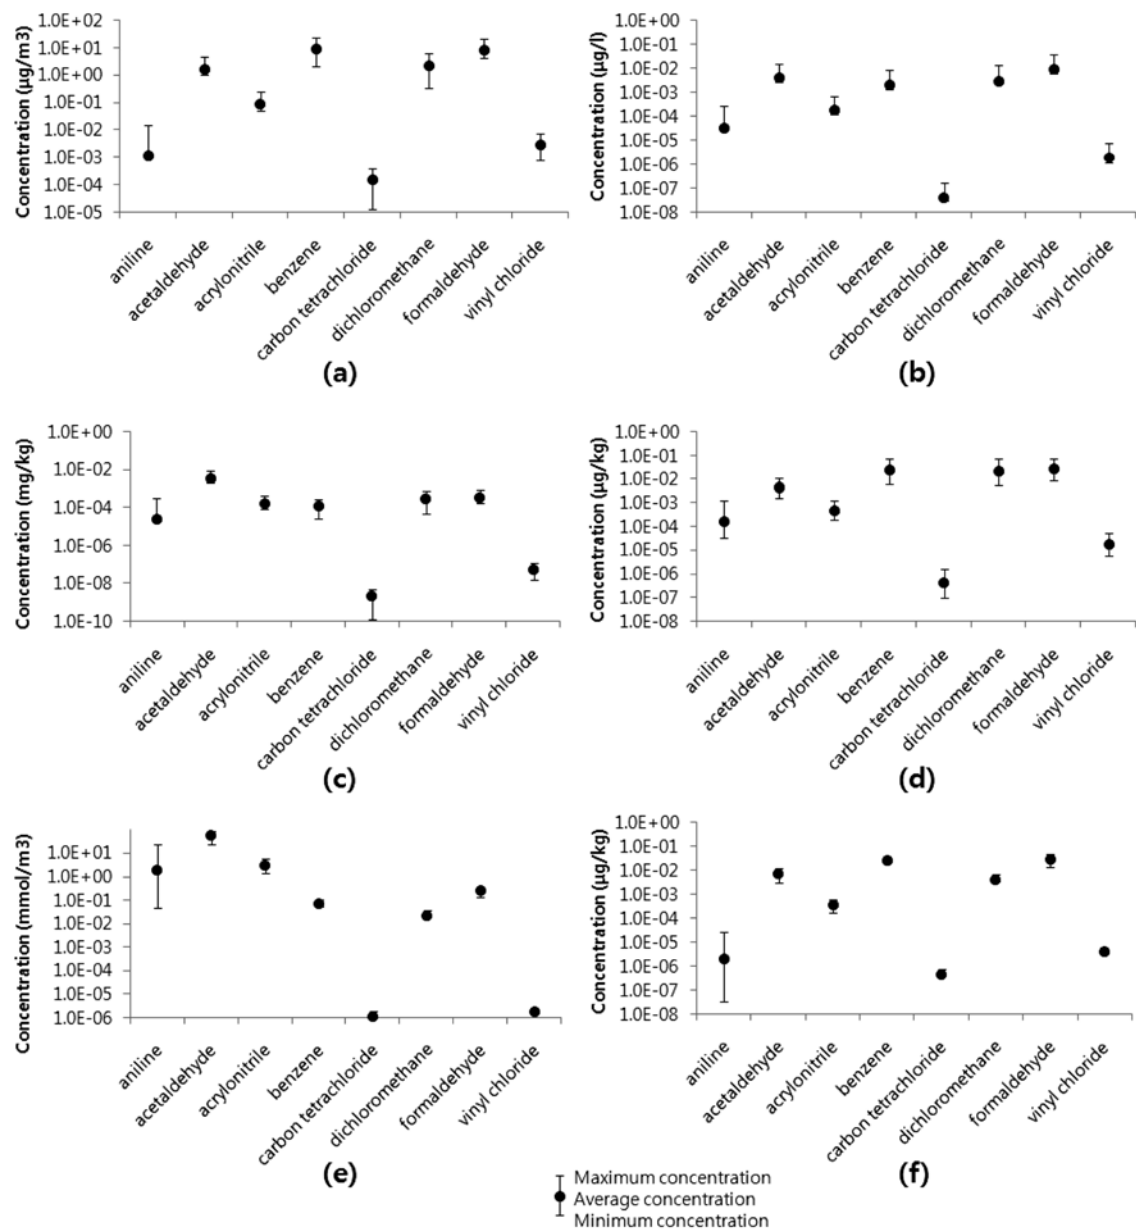 Concentration (µg/m3)
1.0E+02
1.0E+01
1.0E+00
1.0E-01
1.0E-02
1.0E-03
1.0E-04
1.0E-05
aniline
acetaldehyde
acrylonitrile
benzene
carbon tetrachloride
dichloromethane
formaldehyde
vinyl chloride
(a)
Concentration (µg/l)
1.0E+00
1.0E-01
1.0E-02
1.0E-03
1.0E-04
1.0E-05
1.0E-06
1.0E-07
1.0E-08
aniline
acetaldehyde
acrylonitrile
benzene
carbon tetrachloride
dichloromethane
formaldehyde
vinyl chloride
(b)
Concentration (mg/kg)
1.0E+00
1.0E-02
1.0E-04
1.0E-06
1.0E-08
1.0E-10
aniline
acetaldehyde
acrylonitrile
benzene
carbon tetrachloride
dichloromethane
formaldehyde
vinyl chloride
(c)
Concentration (µg/kg)
1.0E+00
1.0E-01
1.0E-02
1.0E-03
1.0E-04
1.0E-05
1.0E-06
1.0E-07
1.0E-08
aniline
acetaldehyde
acrylonitrile
benzene
carbon tetrachloride
dichloromethane
formaldehyde
vinyl chloride
(d)
Concentration (mmol/m3)
1.0E+01
1.0E+00
1.0E-01
1.0E-02
1.0E-03
1.0E-04
1.0E-05
1.0E-06
aniline
acetaldehyde
acrylonitrile
benzene
carbon tetrachloride
dichloromethane
formaldehyde
vinyl chloride
(e)
Concentration (µg/kg)
1.0E+00
1.0E-01
1.0E-02
1.0E-03
1.0E-04
1.0E-05
1.0E-06
1.0E-07
1.0E-08
aniline
acetaldehyde
acrylonitrile
benzene
carbon tetrachloride
dichloromethane
formaldehyde
vinyl chloride
(f)
Maximum concentration
Average concentration
Minimum concentration